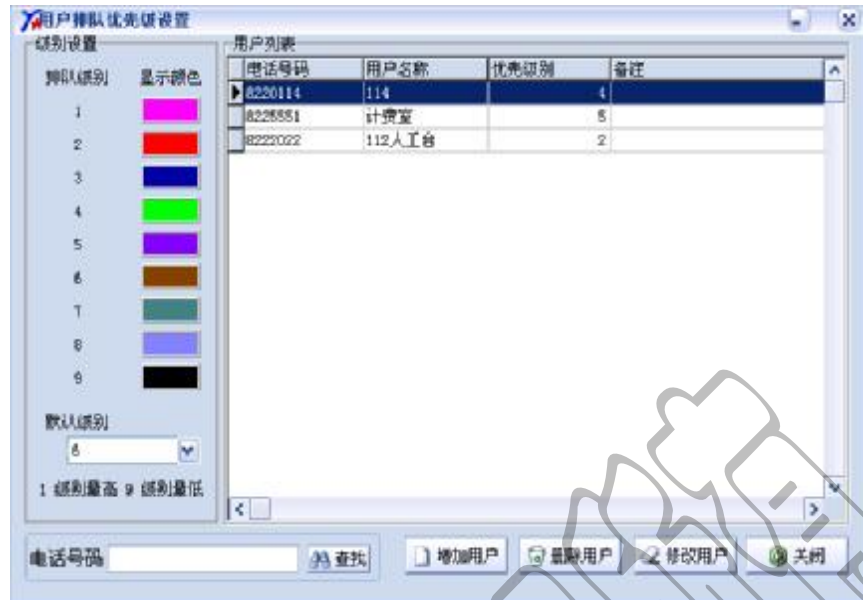 用户排队优先级设置
级别设置
排队级别 显示颜色
1
2
3
4
5
6
7
8
9
默认级别
6
1 级别最高 9 级别最低
用户列表
电话号码 用户名称 优先级别 备注
8220114 114 4
8225551 计费室 5
8222022 112人工台 2
电话号码 查找 增加用户 删除用户 修改用户 关闭